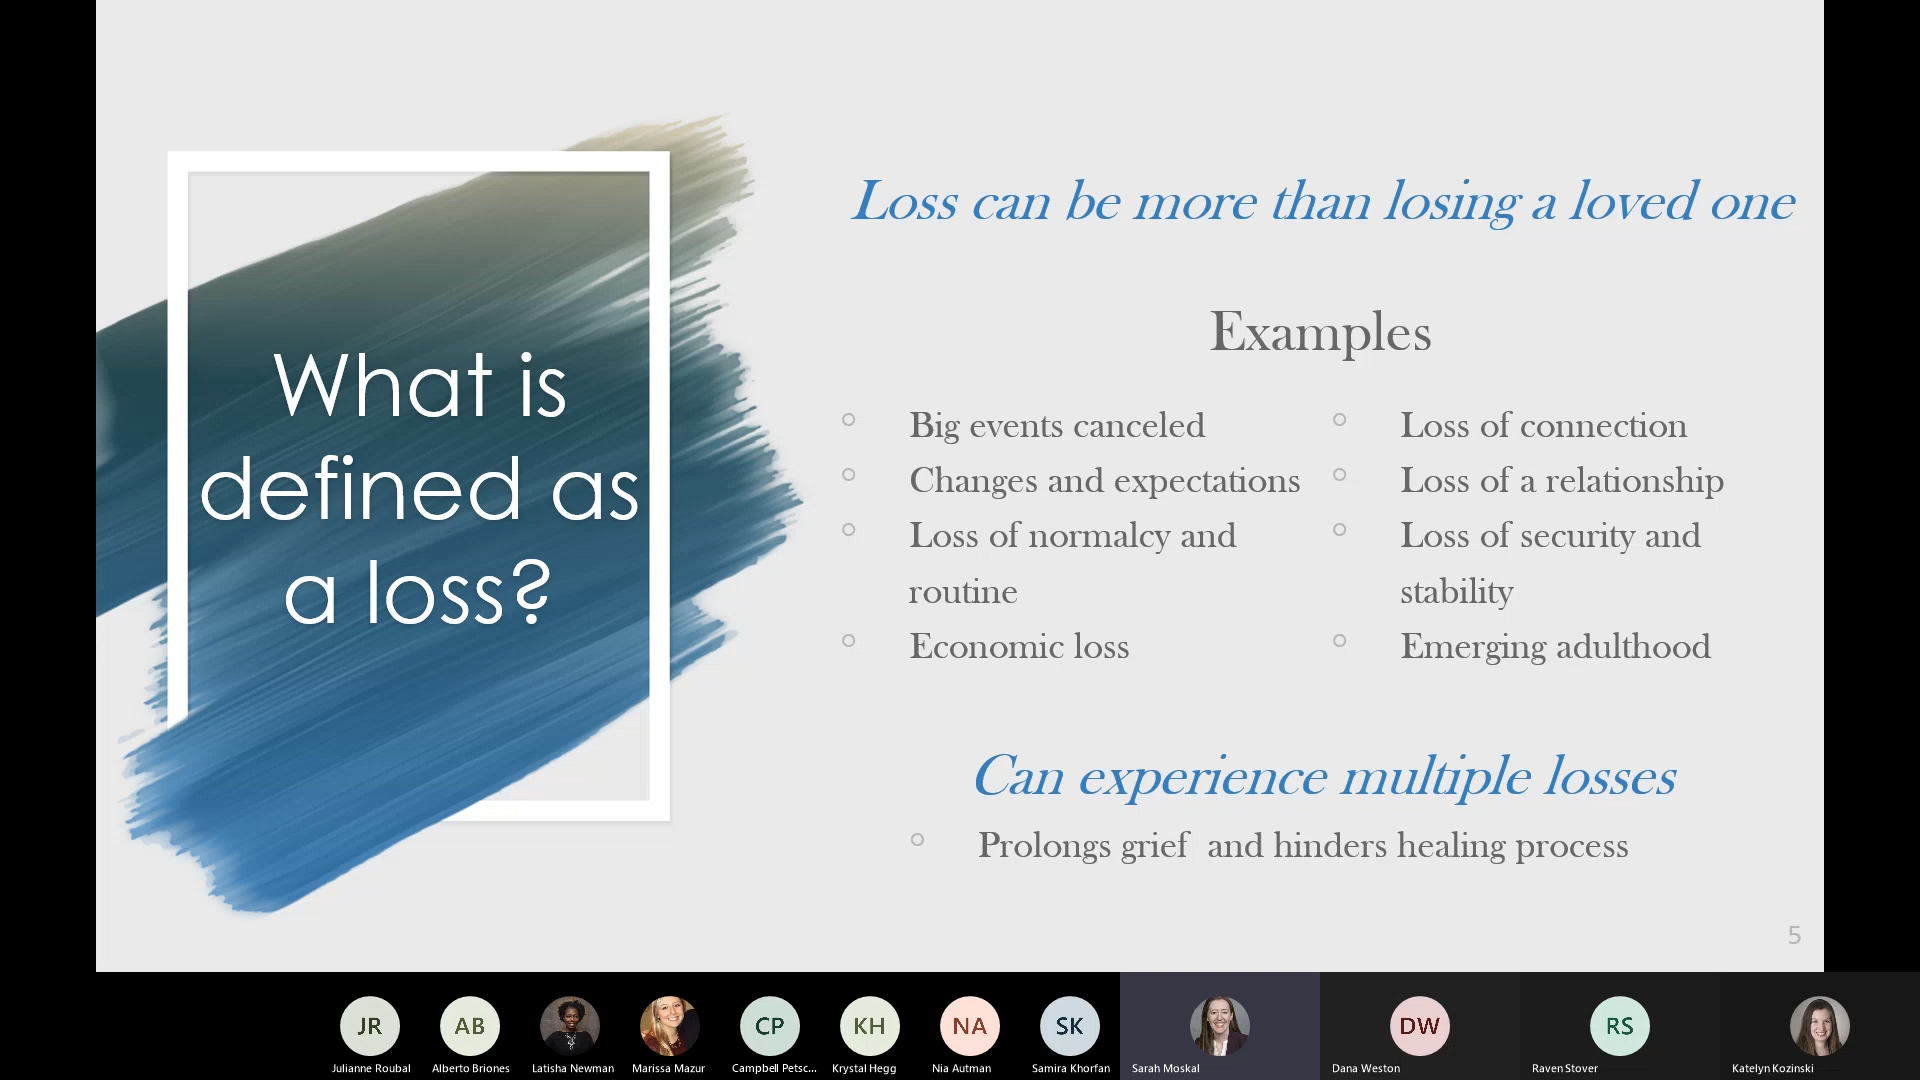 What is
defined as
a loss?
Loss can be more than losing a loved one
Examples
Big events canceled
Changes and expectations
Loss of normalcy and
routine
Economic loss
Loss of connection
Loss of a relationship
Loss of security and
stability
Emerging adulthood
Can experience multiple losses
Prolongs grief and hinders healing process
5
JR
AB
CP
KH
NA
SK
DW
RS
Julianne Roubal
Alberto Briones
Latisha Newman
Marissa Mazur
Campbell Petsc...
Krystal Hegg
Nia Autman
Samira Khorfan
Sarah Moskal
Dana Weston
Raven Stover
Katelyn Kozinski